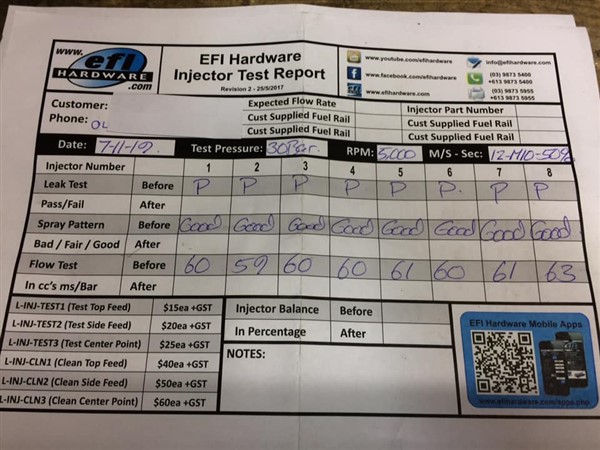 www.
efi
HARDWARE
.com
EFI Hardware
Injector Test Report
Revision 2 - 25/5/2017
www.youtube.com/efihardware
www.facebook.com/efihardware
www.efihardware.com
info@efihardware.com
(03) 9873 5400
+613 9873 5400
(03) 9873 5955
+613 9873 5955
Customer:
Phone: 04
Expected Flow Rate
Cust Supplied Fuel Rail
Cust Supplied Fuel Rail
Injector Part Number
Cust Supplied Fuel Rail
Cust Supplied Fuel Rail
Date: 7-11-19. Test Pressure: RPM: 5,000 M/S - Sec:
Injector Number 1 2 3 4 5 6 7 8
Leak Test Before P P P P P P. P P
Pass/Fail After
Spray Pattern Before Good Good Good Good Good Good Good Good
Bad / Fair / Good After
Flow Test Before 60 59 60 60 61 60 61 63
In cc's ms/Bar After
L-INJ-TEST1 (Test Top Feed) $15ea +GST
L-INJ-TEST2 (Test Side Feed) $20ea +GST
L-INJ-TEST3 (Test Center Point) $25ea +GST
L-INJ-CLN1 (Clean Top Feed) $40ea +GST
L-INJ-CLN2 (Clean Side Feed) $50ea +GST
L-INJ-CLN3 (Clean Center Point) $60ea +GST
Injector Balance Before
In Percentage After
NOTES:
EFI Hardware Mobile Apps
www.efihardware.com/apps.php